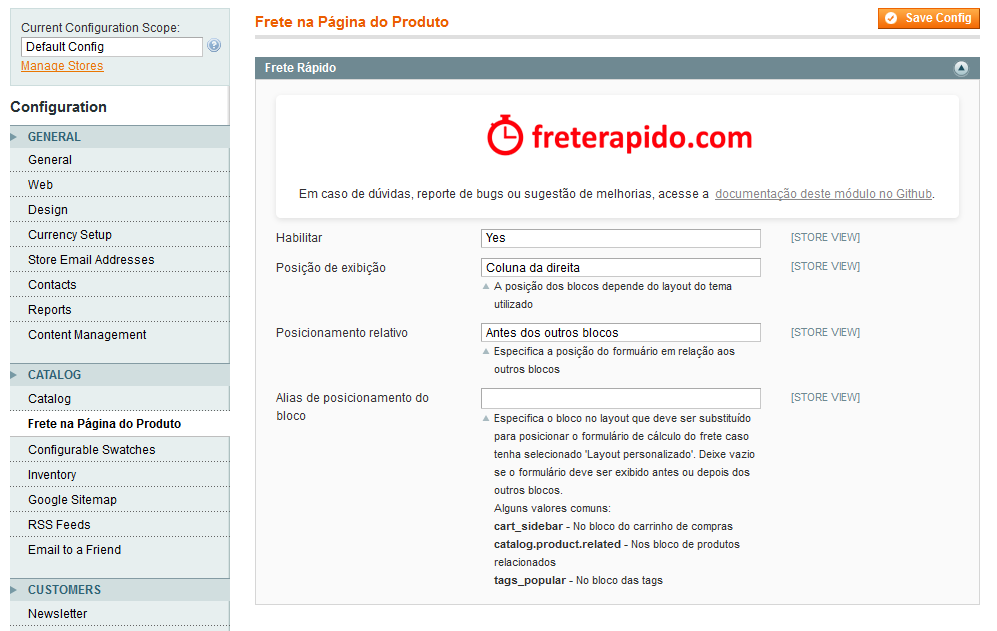 Current Configuration Scope:
Default Config
Manage Stores
Configuration
GENERAL
General
Web
Design
Currency Setup
Store Email Addresses
Contacts
Reports
Content Management
CATALOG
Catalog
Frete na Página do Produto
Configurable Swatches
Inventory
Google Sitemap
RSS Feeds
Email to a Friend
CUSTOMERS
Newsletter
Frete na Página do Produto
Save Config
Frete Rápido
freterapido.com
Em caso de dúvidas, reporte de bugs ou sugestão de melhorias, acesse a documentação deste módulo no Github.
Habilitar
Yes
[STORE VIEW]
Posição de exibição
Coluna da direita
[STORE VIEW]
A posição dos blocos depende do layout do tema
utilizado
Posicionamento relativo
Antes dos outros blocos
[STORE VIEW]
Especifica a posição do formuário em relação aos
outros blocos
Alias de posicionamento do
bloco
[STORE VIEW]
Especifica o bloco no layout que deve ser substituído
para posicionar o formulário de cálculo do frete caso
tenha selecionado 'Layout personalizado'. Deixe vazio
se o formulário deve ser exibido antes ou depois dos
outros blocos.
Alguns valores comuns:
cart_sidebar - No bloco do carrinho de compras
catalog.product.related - Nos bloco de produtos
relacionados
tags_popular - No bloco das tags